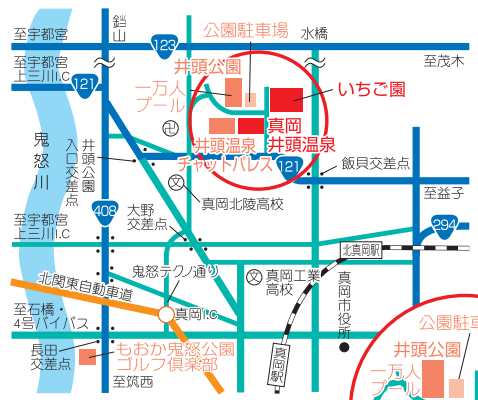 至宇都宮
鐺山
公園駐車場
水橋
123
至宇都宮
上三川I.C
井頭公園
至茂木
121
一万人
プール
いちご園
真岡
井頭温泉
井頭温泉
チャットパレス
鬼怒川
井頭公園
入口交差点
121
飯貝交差点
真岡北陵高校
至益子
408
大野
交差点
294
至宇都宮
上三川I.C
北真岡駅
鬼怒テクノ通り
北関東自動車道
真岡工業
高校
真岡市役所
真岡I.C
至石橋・
4号バイパス
公園駐車
長田
交差点
もおか鬼怒公園
ゴルフ倶楽部
真岡駅
井頭公園
一万人
プール
至筑西